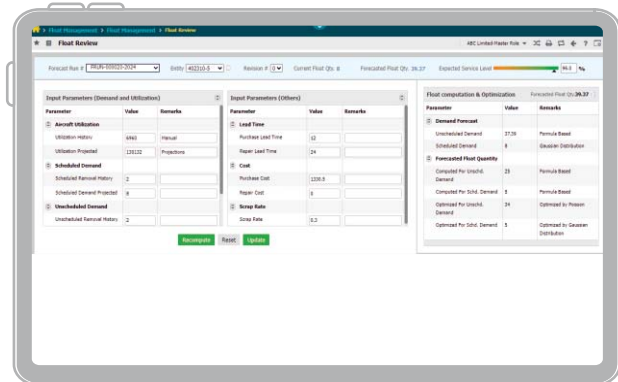 > Float Management > Float Management > Float Review
Float Review
ABC Limited-Master Role
Forecast Run # PRUN-000020-2024 Entity 402310-5 Revision # 0 Current Float Qty. 8 Forecasted Float Qty. 39.37 Expected Service Level 96.0 %
Input Parameters (Demand and Utilization)
Parameter Value Remarks
Aircraft Utilization
Utilization History 6960 Manual
Utilization Projected 139132 Projections
Scheduled Demand
Scheduled Removal History 2
Scheduled Demand Projected 8
Unscheduled Demand
Unscheduled Removal History 2
Input Parameters (Others)
Parameter Value Remarks
Lead Time
Purchase Lead Time 12
Repair Lead Time 24
Cost
Purchase Cost
Repair Cost
Scrap Rate
Scrap Rate 0.3
Recompute Reset Update
Float computation & Optimization Forecasted Float Qty.39.37
Parameter Value Remarks
Demand Forecast
Unscheduled Demand 37.39 Formula Based
Scheduled Demand 8 Gaussian Distribution
Forecasted Float Quantity
Computed For Unschd. 25 Formula Based
Demand
Computed For Schd. Demand 5 Formula Based
Optimized For Unschd. 34 Optimized by Poisson
Demand
Optimized For Schd. Demand 5 Optimized by Gaussian
Distribution